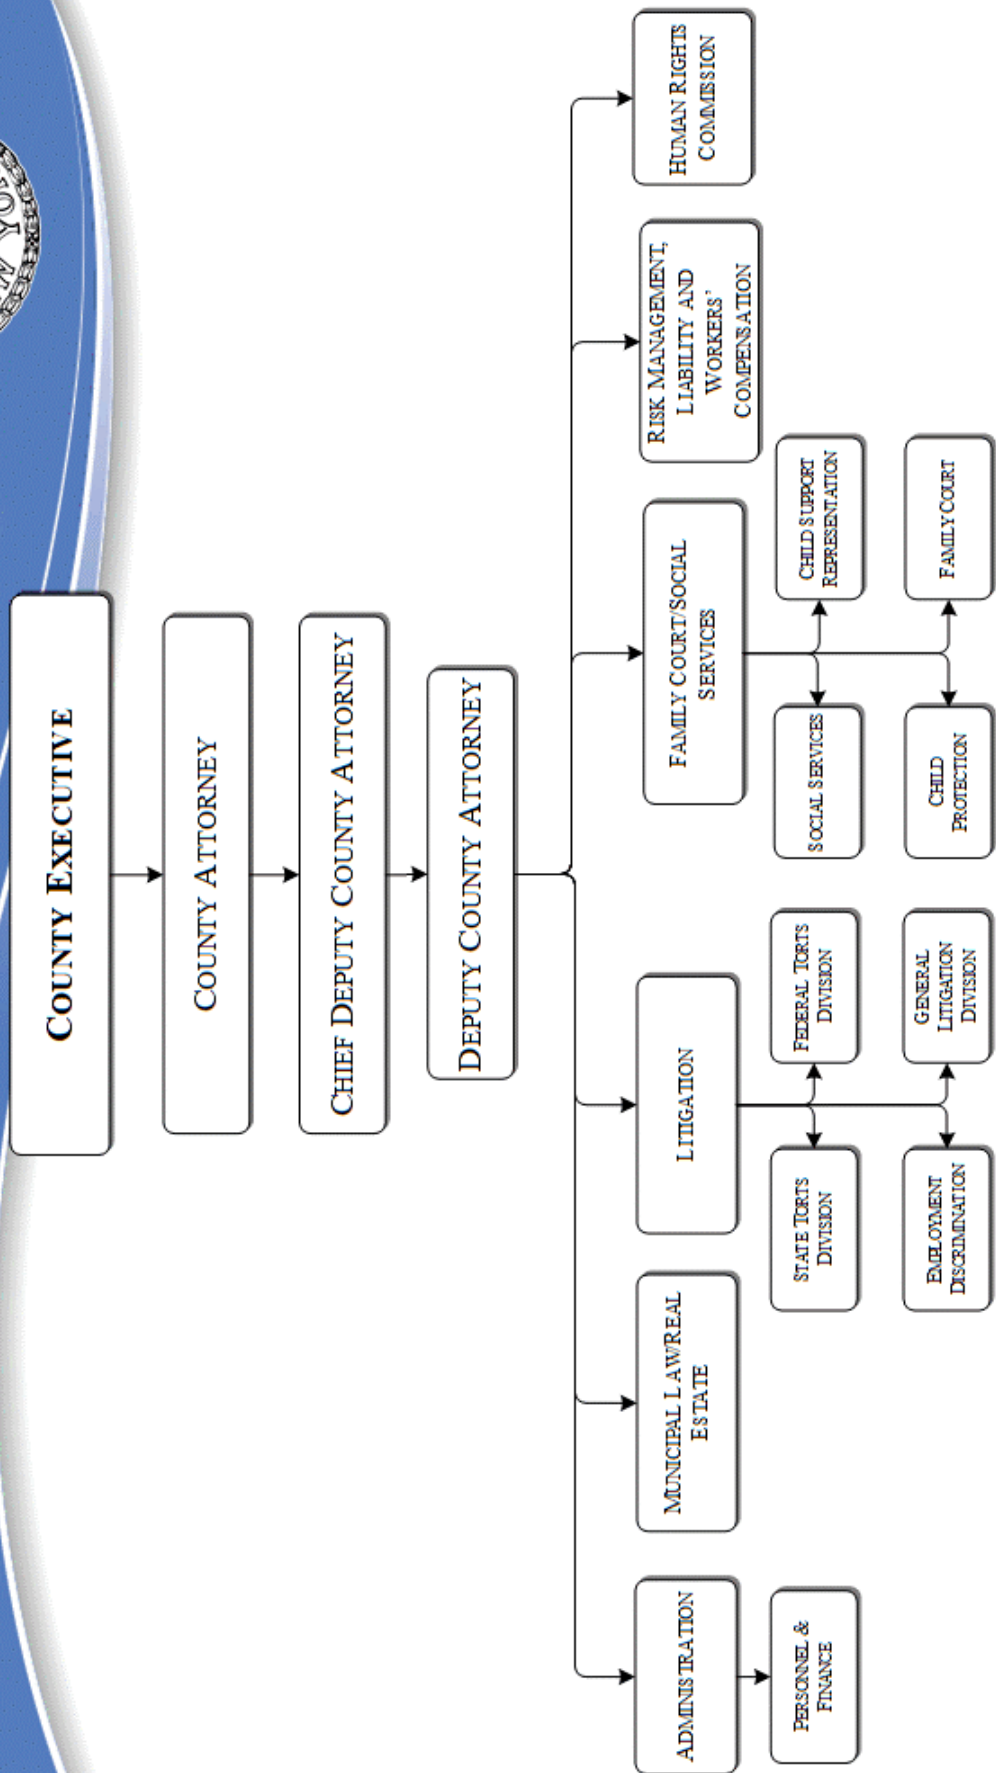 COUNTY EXECUTIVE
COUNTY ATTORNEY
CHIEF DEPUTY COUNTY ATTORNEY
DEPUTY COUNTY ATTORNEY
ADMINISTRATION
MUNICIPAL LAW/REAL
ESTATE
LITIGATION
FAMILY COURT/SOCIAL
SERVICES
RISK MANAGEMENT,
LIABILITY AND
WORKERS’
COMPENSATION
HUMAN RIGHTS
COMMISSION
PERSONNEL &
FINANCE
STATE TORTS
DIVISION
FEDERAL TORTS
DIVISION
SOCIAL SERVICES
CHILD SUPPORT
REPRESENTATION
EMPLOYMENT
DISCRIMINATION
GENERAL
LITIGATION
DIVISION
CHILD
PROTECTION
FAMILY COURT